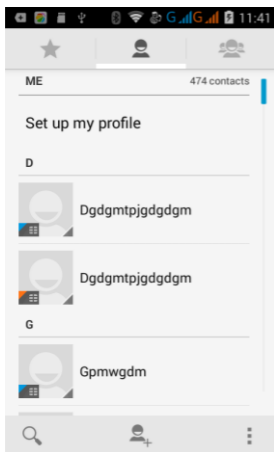 G G 11:41
ME 474 contacts
Set up my profile
D
Dgdgmtpjgdgdgm
Dgdgmtpjgdgdgm
G
Gpmwgdm